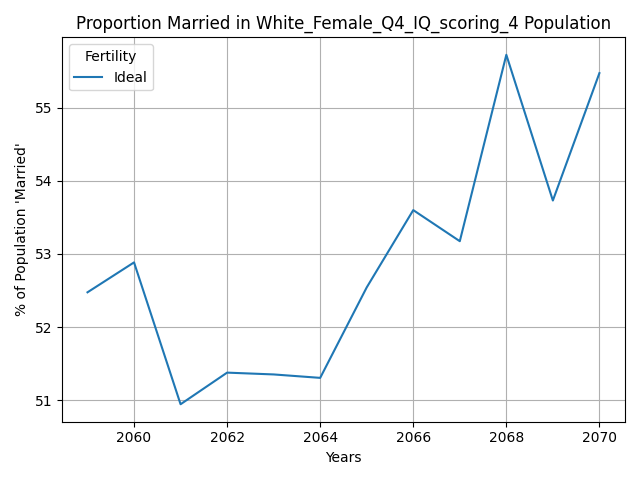 Proportion Married in White_Female_Q4_IQ_scoring_4 Population
Fertility
Ideal
% of Population 'Married'
55
54
53
52
51
2060 2062 2064 2066 2068 2070
Years